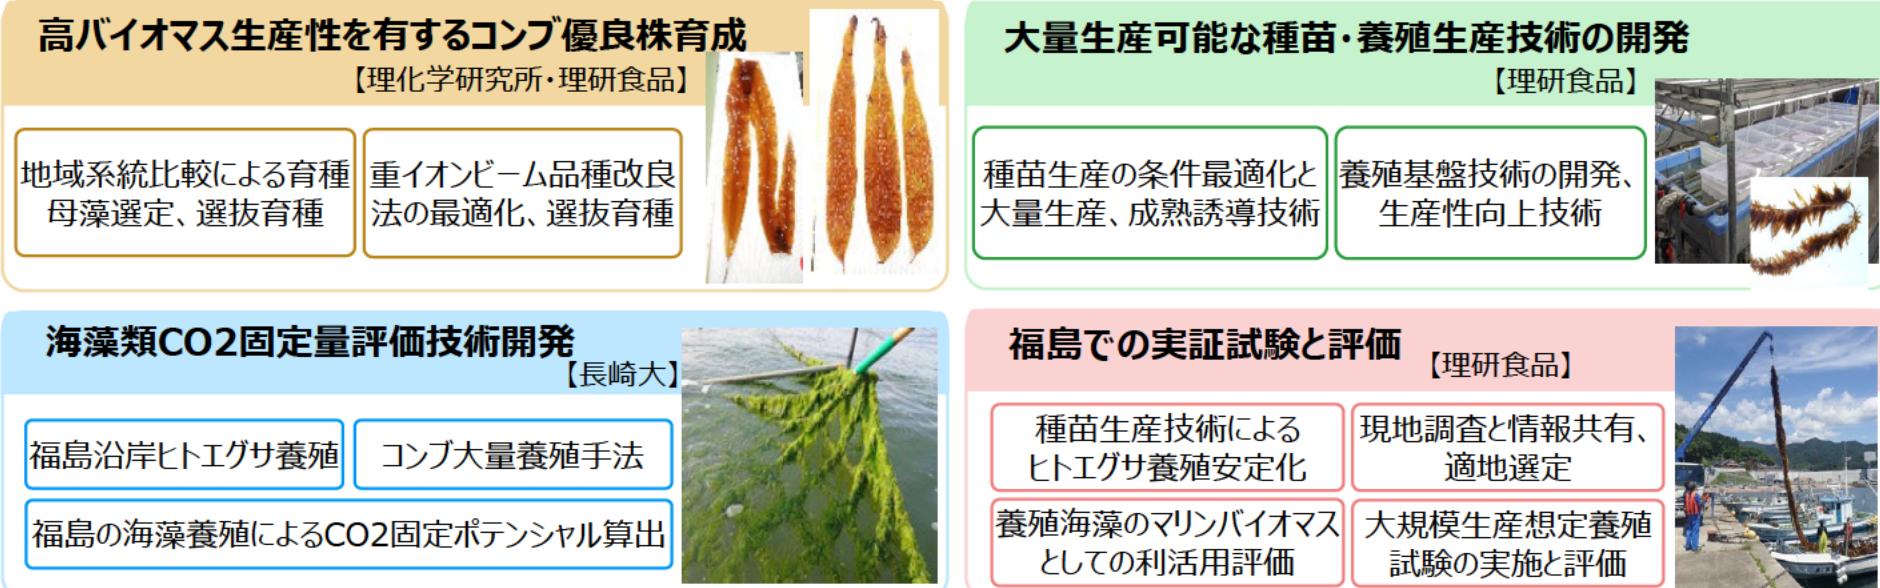 高バイオマス生産性を有するコンブ優良株育成
【理化学研究所・理研食品】
地域系統比較による育種
母藻選定、選抜育種
重イオンビーム品種改良
法の最適化、選抜育種
大量生産可能な種苗・養殖生産技術の開発
【理研食品】
種苗生産の条件最適化と
大量生産、成熟誘導技術
養殖基盤技術の開発、
生産性向上技術
海藻類CO2固定量評価技術開発
【長崎大】
福島沿岸ヒトエグサ養殖
コンブ大量養殖手法
福島の海藻養殖によるCO2固定ポテンシャル算出
福島での実証試験と評価
【理研食品】
種苗生産技術による
ヒトエグサ養殖安定化
現地調査と情報共有、
適地選定
養殖海藻のマリンバイオマス
としての利活用評価
大規模生産想定養殖
試験の実施と評価